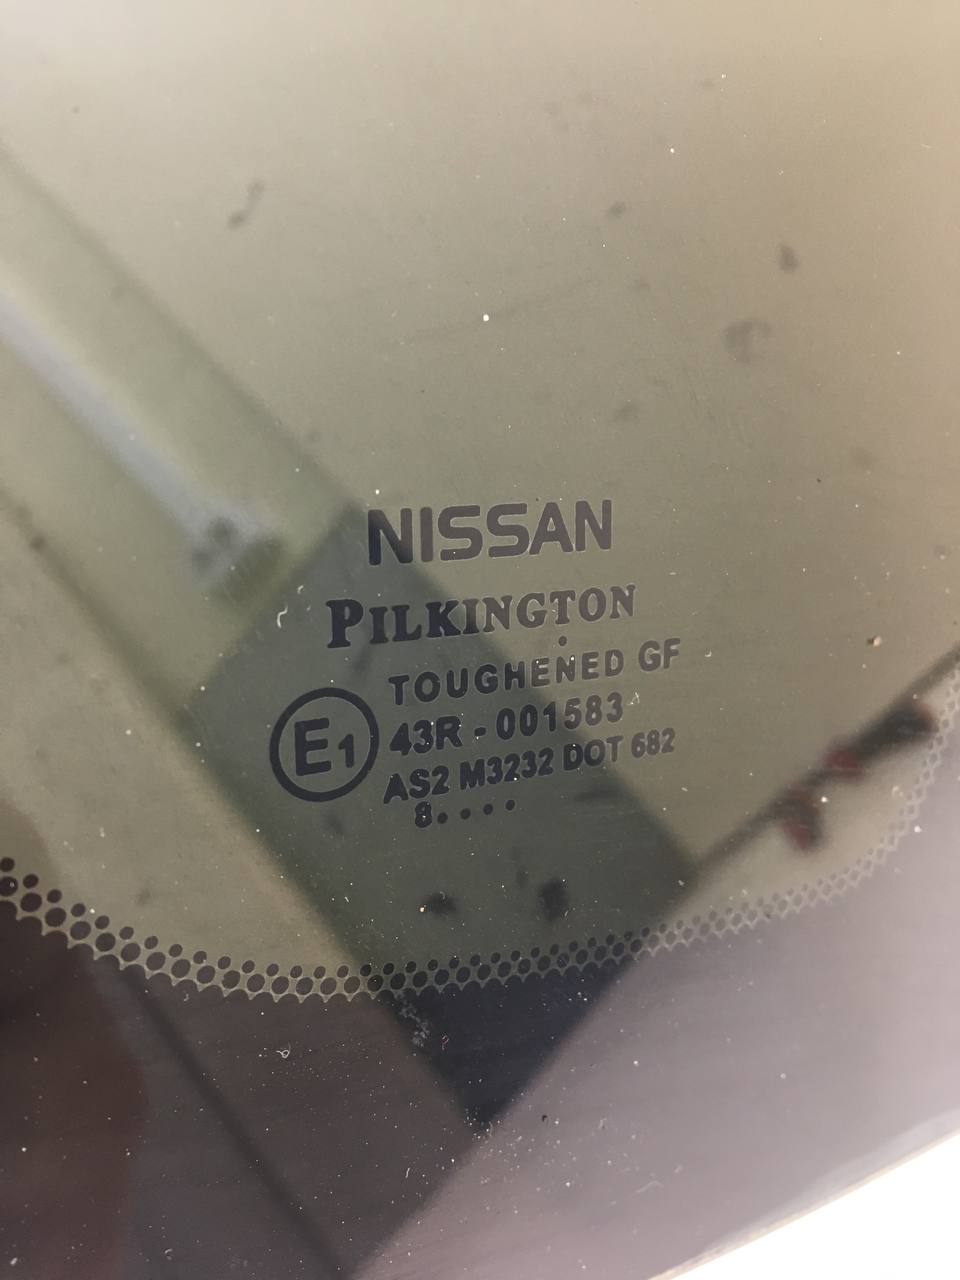 NISSAN
PILKINGTON
TOUGHENED GF
E1
43R - 001583
AS2 M3232 DOT 682
8....